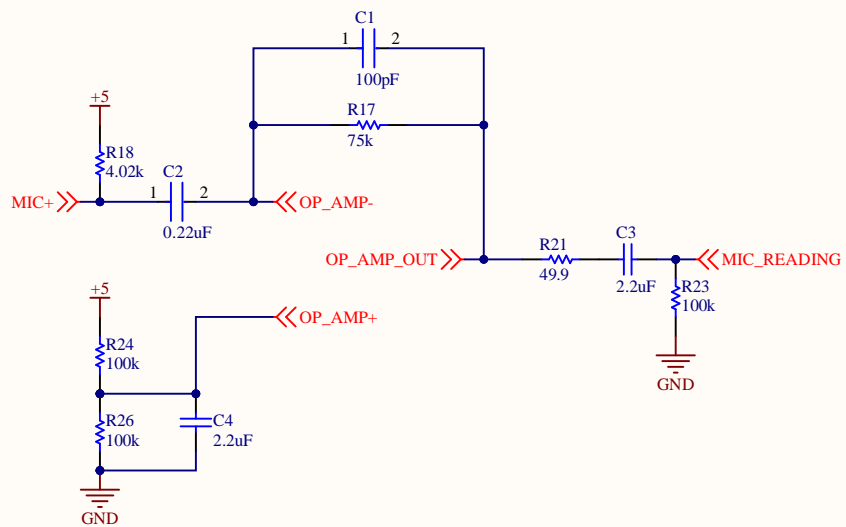 C1
1 2
100pF
R17
75k
+5
R18
4.02k
C2
MIC+ 1 2 OP_AMP-
0.22uF
OP_AMP_OUT
R21
49.9
C3
2.2uF
MIC_READING
R23
100k
GND
+5
OP_AMP+
R24
100k
R26
100k
C4
2.2uF
GND